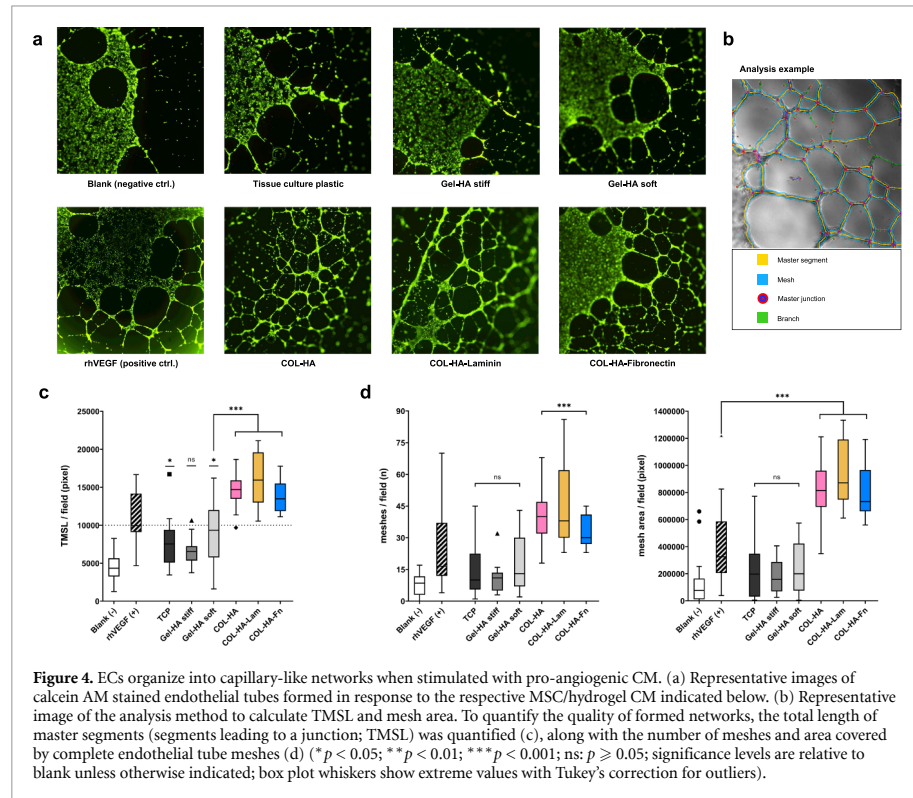 a
b
Analysis example
Blank (negative ctrl.)
Tissue culture plastic
Gel-HA stiff
Gel-HA soft
rhVEGF (positive ctrl.)
COL-HA
COL-HA-Laminin
COL-HA-Fibronectin
Master segment
Mesh
Master junction
Branch
c
TMSL / field (pixel)
25000
20000
15000
10000
5000
0
***
*
ns
*
Blank (-)
rhVEGF (+)
TCP
Gel-HA stiff
Gel-HA soft
COL-HA
COL-HA-Lam
COL-HA-Fn
d
meshes / field (n)
90
75
60
45
30
15
0
***
ns
Blank (-)
rhVEGF (+)
TCP
Gel-HA stiff
Gel-HA soft
COL-HA
COL-HA-Lam
COL-HA-Fn
mesh area / field (pixel)
1400000
1200000
1000000
800000
600000
400000
200000
0
***
ns
Blank (-)
rhVEGF (+)
TCP
Gel-HA stiff
Gel-HA soft
COL-HA
COL-HA-Lam
COL-HA-Fn
Figure 4. ECs organize into capillary-like networks when stimulated with pro-angiogenic CM. (a) Representative images of
calcein AM stained endothelial tubes formed in response to the respective MSC/hydrogel CM indicated below. (b) Representative
image of the analysis method to calculate TMSL and mesh area. To quantify the quality of formed networks, the total length of
master segments (segments leading to a junction; TMSL) was quantified (c), along with the number of meshes and area covered
by complete endothelial tube meshes (d) (*p < 0.05; **p < 0.01; ***p < 0.001; ns: p ⩾ 0.05; significance levels are relative to
blank unless otherwise indicated; box plot whiskers show extreme values with Tukey's correction for outliers).